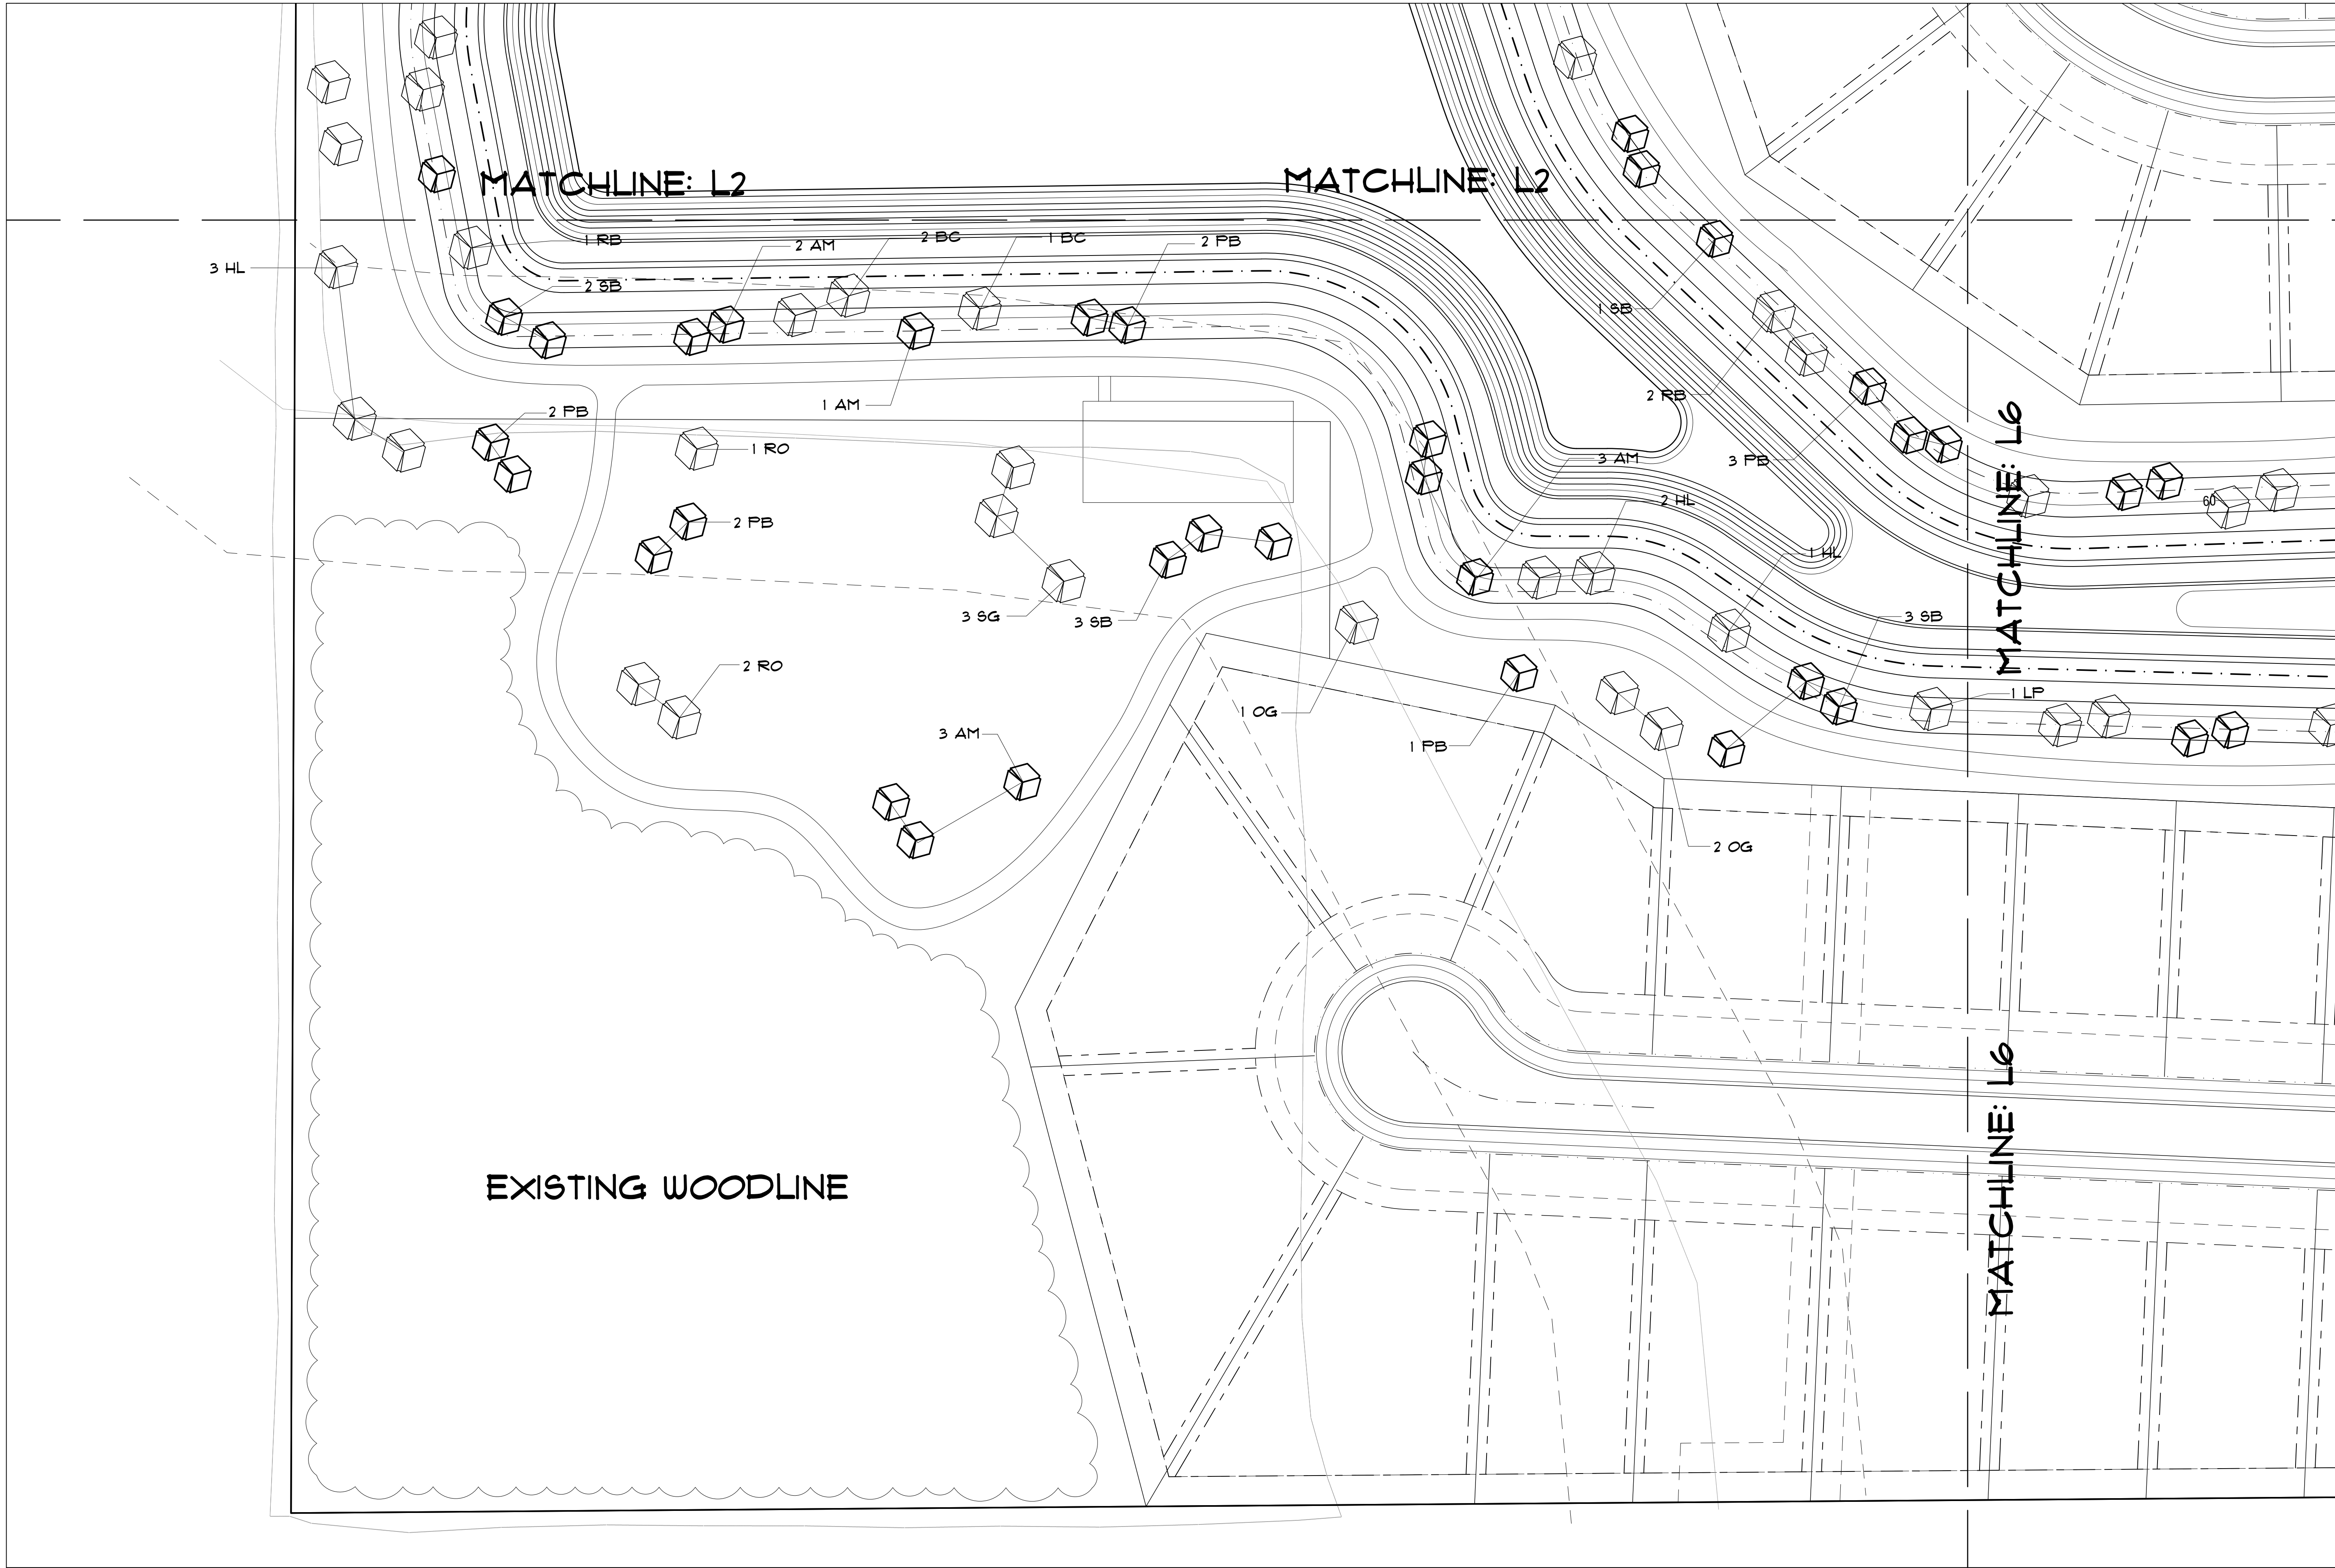 MATCHLINE: L2
MATCHLINE: L2
1 RB
2 AM
2 BC
1 BC
2 PB
3 HL
2 SB
1 SB
1 AM
2 PB
2 RB
1 RO
3 AM
3 PB
2 HL
60
2 PB
1 HL
3 SG
3 SB
3 SB
MATCHLINE: L6
2 RO
1 LP
1 OG
3 AM
1 PB
2 OG
EXISTING WOODLINE
MATCHLINE: L6